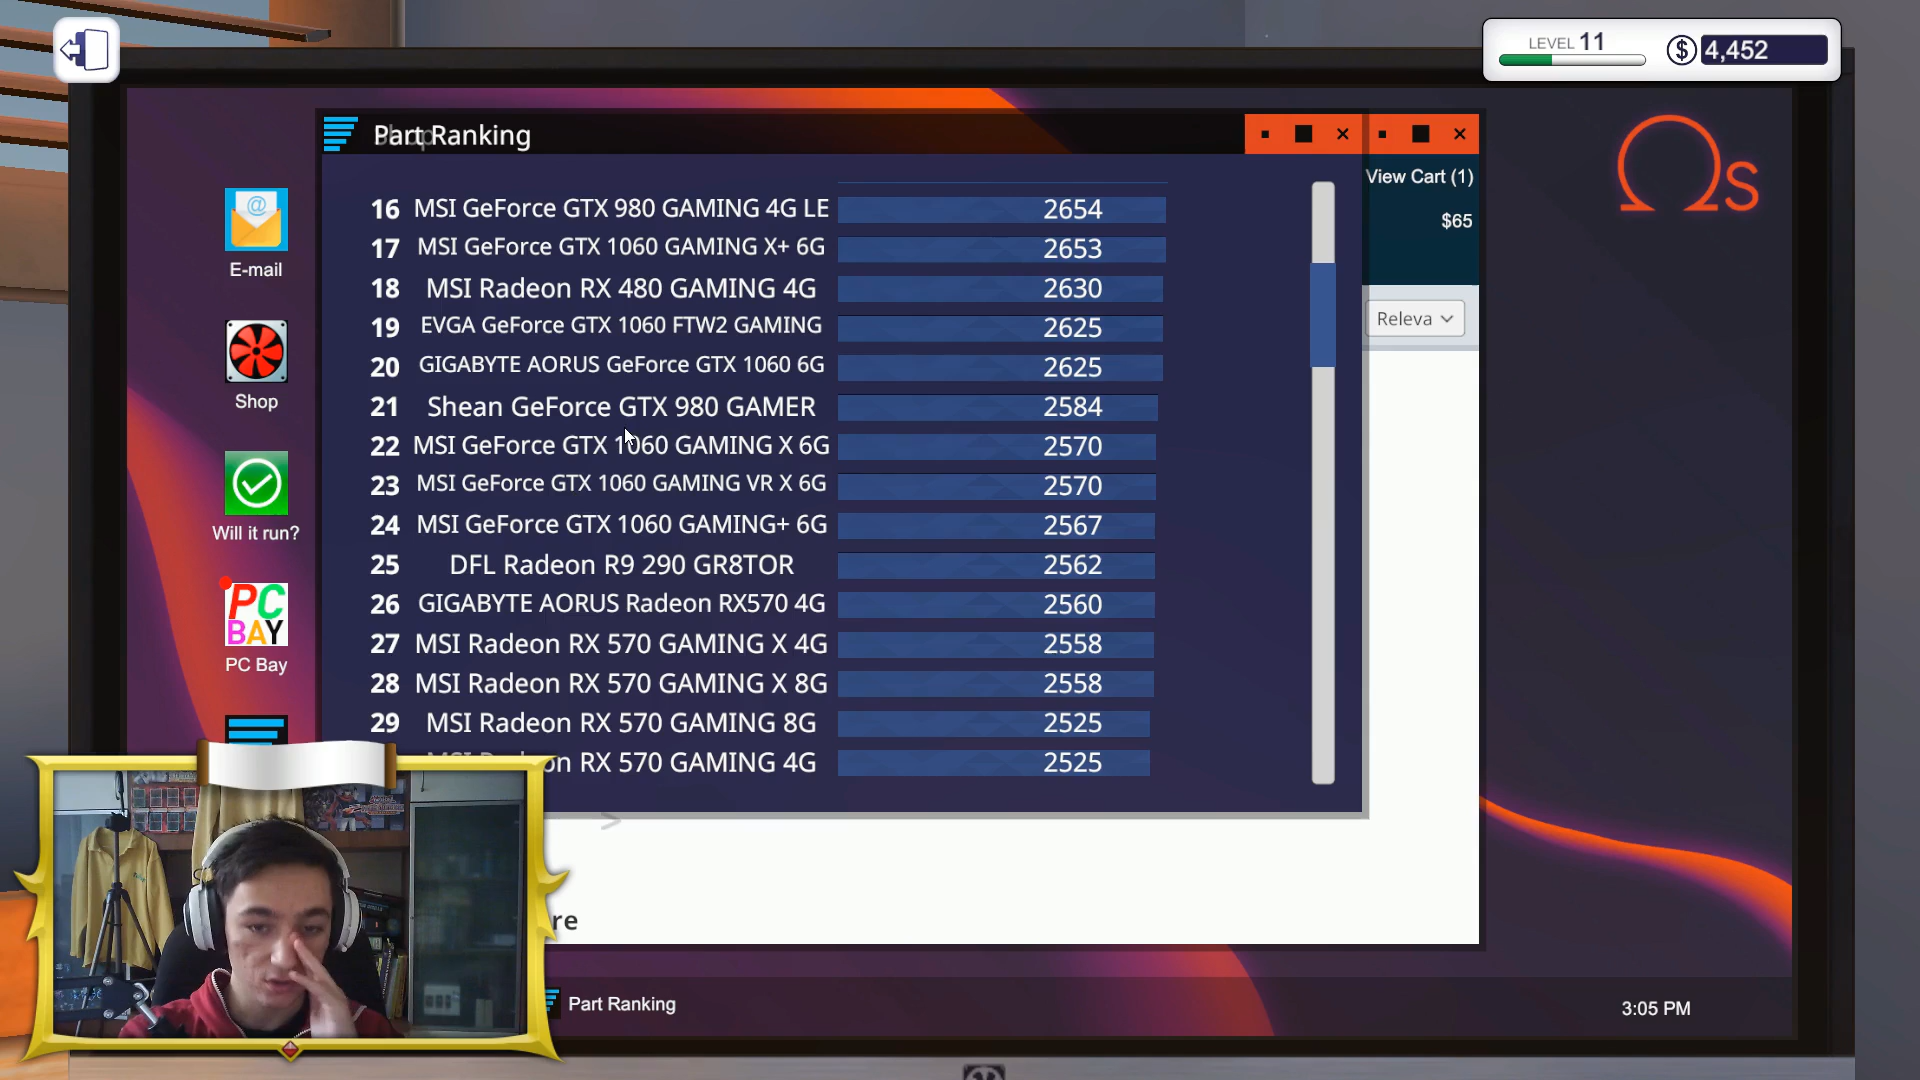 LEVEL 11
$ 4,452
Part Ranking
View Cart (1)
$65
Releva
E-mail
Shop
Will it run?
PC
BAY
PC Bay
Ωs
16 MSI GeForce GTX 980 GAMING 4G LE 2654
17 MSI GeForce GTX 1060 GAMING X+ 6G 2653
18 MSI Radeon RX 480 GAMING 4G 2630
19 EVGA GeForce GTX 1060 FTW2 GAMING 2625
20 GIGABYTE AORUS GeForce GTX 1060 6G 2625
21 Shean GeForce GTX 980 GAMER 2584
22 MSI GeForce GTX 1060 GAMING X 6G 2570
23 MSI GeForce GTX 1060 GAMING VR X 6G 2570
24 MSI GeForce GTX 1060 GAMING+ 6G 2567
25 DFL Radeon R9 290 GR8TOR 2562
26 GIGABYTE AORUS Radeon RX570 4G 2560
27 MSI Radeon RX 570 GAMING X 4G 2558
28 MSI Radeon RX 570 GAMING X 8G 2558
29 MSI Radeon RX 570 GAMING 8G 2525
RX 570 GAMING 4G 2525
>
re
Part Ranking
3:05 PM